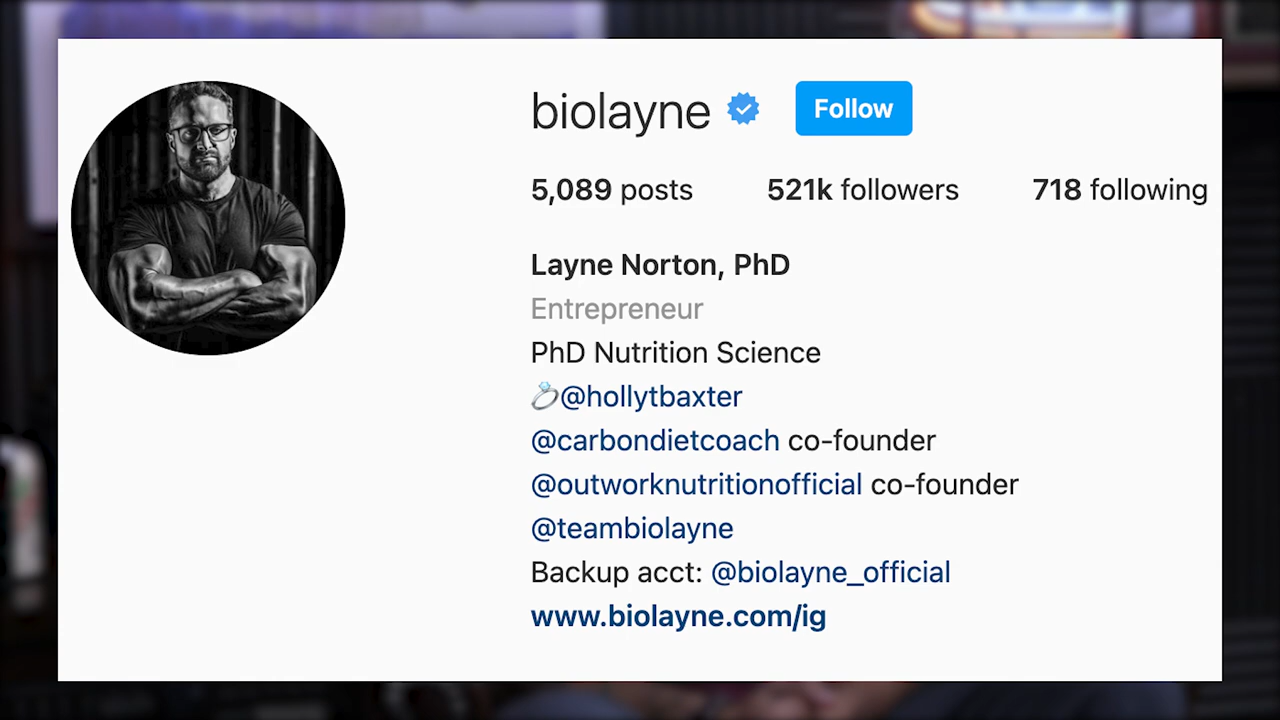 biolayne Follow
5,089 posts 521k followers 718 following
Layne Norton, PhD
Entrepreneur
PhD Nutrition Science
💍@hollytbaxter
@carbondietcoach co-founder
@outworknutritionofficial co-founder
@teambiolayne
Backup acct: @biolayne_official
www.biolayne.com/ig